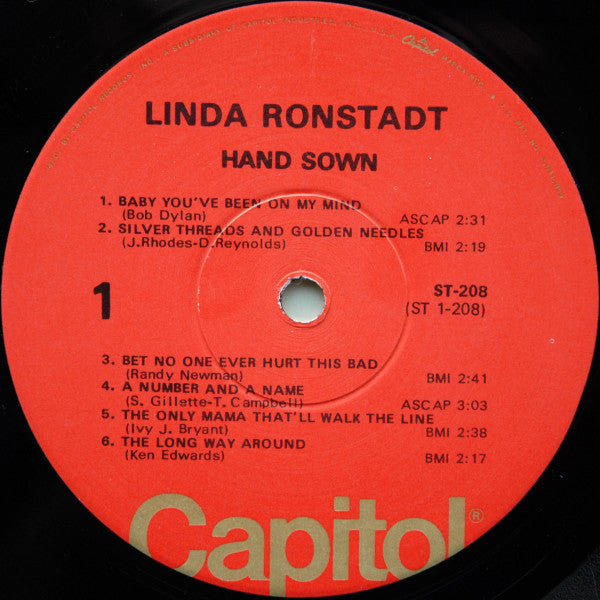 LINDA RONSTADT
HAND SOWN
1. BABY YOU'VE BEEN ON MY MIND
(Bob Dylan) ASCAP 2:31
2. SILVER THREADS AND GOLDEN NEEDLES
(J.Rhodes-D.Reynolds) BMI 2:19
1
ST-208
(ST 1-208)
3. BET NO ONE EVER HURT THIS BAD
(Randy Newman) BMI 2:41
4. A NUMBER AND A NAME
(S. Gillette-T. Campbell) ASCAP 3:03
5. THE ONLY MAMA THAT'LL WALK THE LINE
(Ivy J. Bryant) BMI 2:38
6. THE LONG WAY AROUND
(Ken Edwards) BMI 2:17
Capitol®